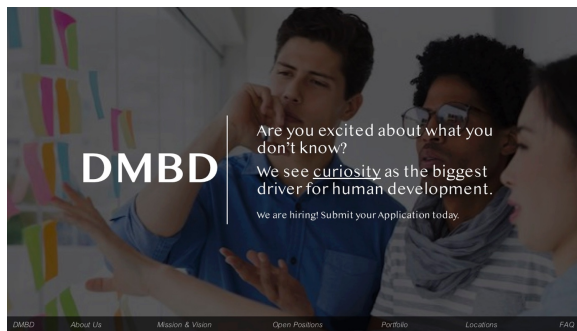 DMBD
Are you excited about what you
don't know?
We see curiosity as the biggest
driver for human development.
We are hiring! Submit your Application today.
DMBD About Us Mission & Vision Open Positions Portfolio Locations FAQ